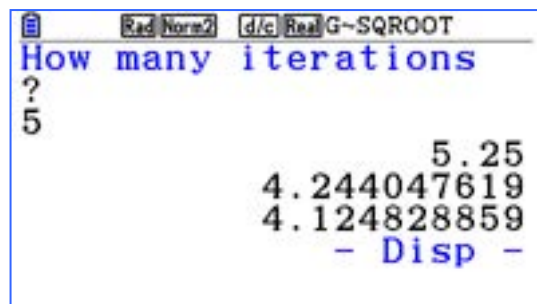 Rad Norm2 d/c Real G~SQROOT
How many iterations
?
5
5.25
4.244047619
4.124828859
- Disp -